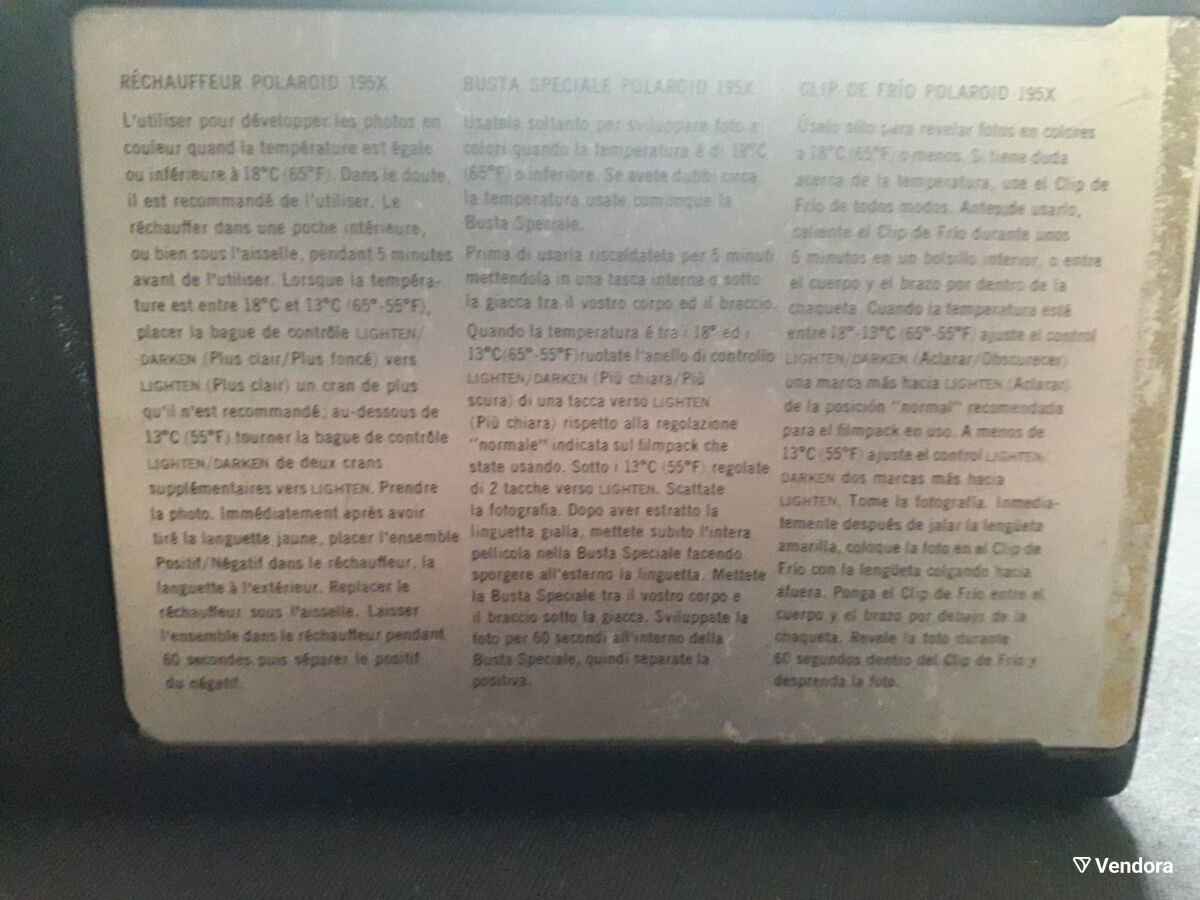 RÉCHAUFFEUR POLAROID 195X
L'utiliser pour développer les photos en
couleur quand la température est égale
ou inférieure à 18°C (65°F). Dans le doute,
il est recommandé de l'utiliser. Le
réchauffer dans une poche intérieure,
ou bien sous l'aisselle, pendant 5 minutes
avant de l'utiliser. Lorsque la tempéra-
ture est entre 18°C et 13°C (65°-55°F),
placer la bague de contrôle LIGHTEN/
DARKEN (Plus clair/Plus foncé) vers
LIGHTEN (Plus clair) un cran de plus
qu'il n'est recommandé; au-dessous de
13°C (55°F) tourner la bague de contrôle
LIGHTEN/DARKEN de deux crans
supplémentaires vers LIGHTEN. Prendre
la photo. Immédiatement après avoir
tiré la languette jaune, placer l'ensemble
Positif/Négatif dans le réchauffeur, la
languette à l'extérieur. Replacer le
réchauffeur sous l'aisselle. Laisser
l'ensemble dans le réchauffeur pendant
60 secondes puis séparer le positif
du négatif.
BUSTA SPECIALE POLAROID 195X
Usatela soltanto per sviluppare foto a
colori quando la temperatura é di 18°C
(65°F) o inferiore. Se avete dubbi circa
la temperatura usate comunque la
Busta Speciale.
Prima di usarla riscaldatela per 5 minuti
mettendola in una tasca interna o sotto
la giacca tra il vostro corpo ed il braccio.
Quando la temperatura é tra i 18° ed i
13°C (65°-55°F) ruotate l'anello di controllo
LIGHTEN/DARKEN (Più chiara/Più
scura) di una tacca verso LIGHTEN
(Più chiara) rispetto alla regolazione
"normale" indicata sul filmpack che
state usando. Sotto i 13°C (55°F) regolate
di 2 tacche verso LIGHTEN. Scattate
la fotografia. Dopo aver estratto la
linguetta gialla, mettete subito l'intera
pellicola nella Busta Speciale facendo
sporgere all'esterno la linguetta. Mettete
la Busta Speciale tra il vostro corpo e
il braccio sotto la giacca. Sviluppate la
foto per 60 secondi all'interno della
Busta Speciale, quindi separate la
positiva.
CLIP DE FRÍO POLAROID 195X
Úselo sólo para revelar fotos en colores
a 18°C (65°F) o menos. Si tiene duda
acerca de la temperatura, use el Clip de
Frío de todos modos. Antes de usarlo,
caliente el Clip de Frío durante unos
5 minutos en un bolsillo interior, o entre
el cuerpo y el brazo por dentro de la
chaqueta. Cuando la temperatura esté
entre 18°-13°C (65°-55°F) ajuste el control
LIGHTEN/DARKEN (Aclarar/Obscurecer)
una marca más hacia LIGHTEN (Aclarar)
de la posición "normal" recomendada
para el filmpack en uso. A menos de
13°C (55°F) ajuste el control LIGHTEN/
DARKEN dos marcas más hacia
LIGHTEN. Tome la fotografía. Inmedia-
temente después de jalar la lengüeta
amarilla, coloque la foto en el Clip de
Frío con la lengüeta colgando hacia
afuera. Ponga el Clip de Frío entre el
cuerpo y el brazo por debajo de la
chaqueta. Revele la foto durante
60 segundos dentro del Clip de Frío y
desprenda la foto.
Vendora